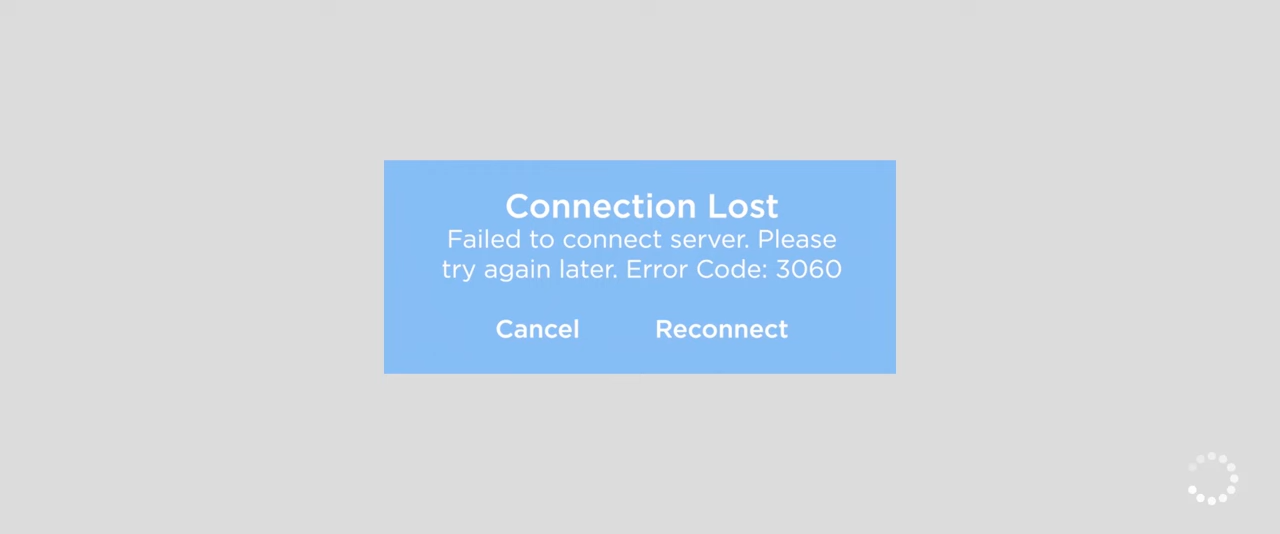 Connection Lost
Failed to connect server. Please
try again later. Error Code: 3060
Cancel
Reconnect